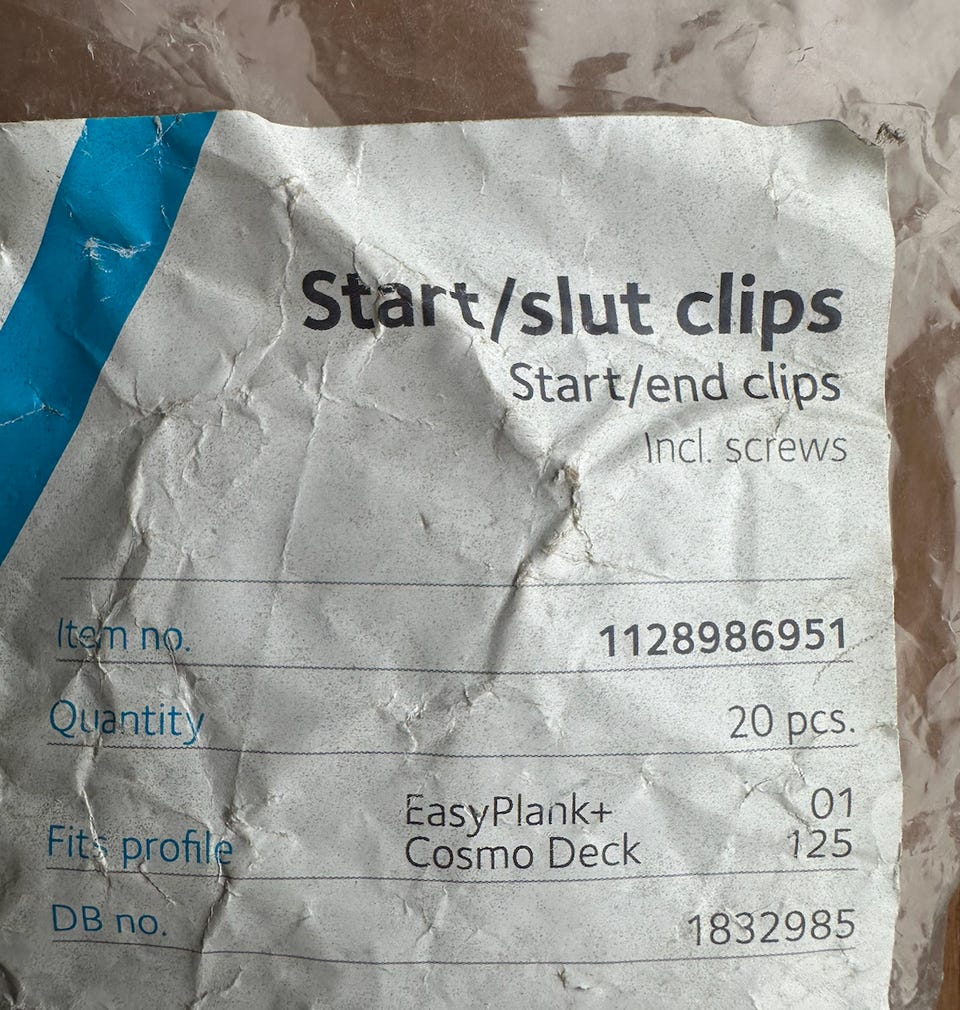 Start/slut clips
Start/end clips
Incl. screws
Item no. 1128986951
Quantity 20 pcs.
EasyPlank+ 01
Fits profile Cosmo Deck 125
DB no. 1832985